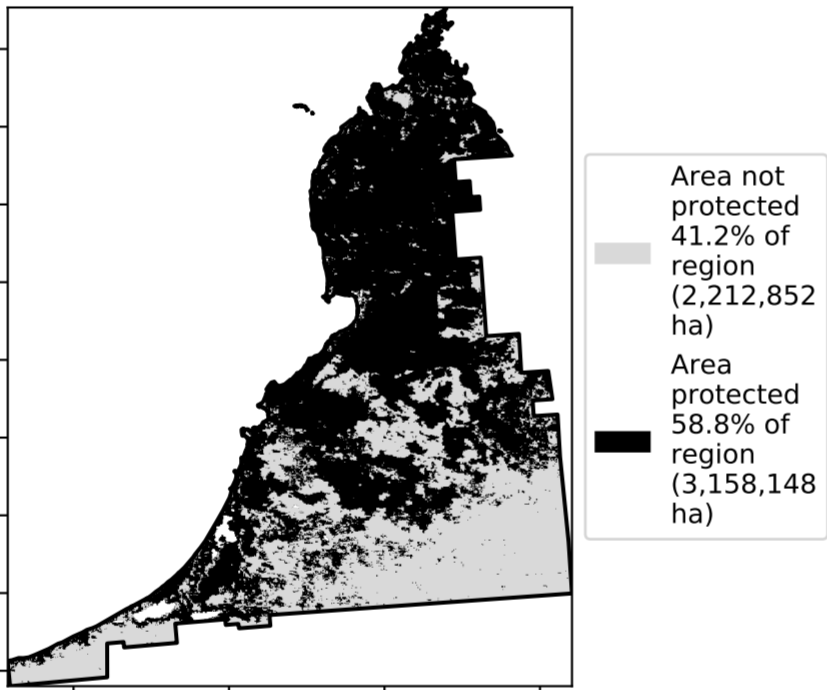 Area not
protected
41.2% of
region
(2,212,852
ha)
Area
protected
58.8% of
region
(3,158,148
ha)